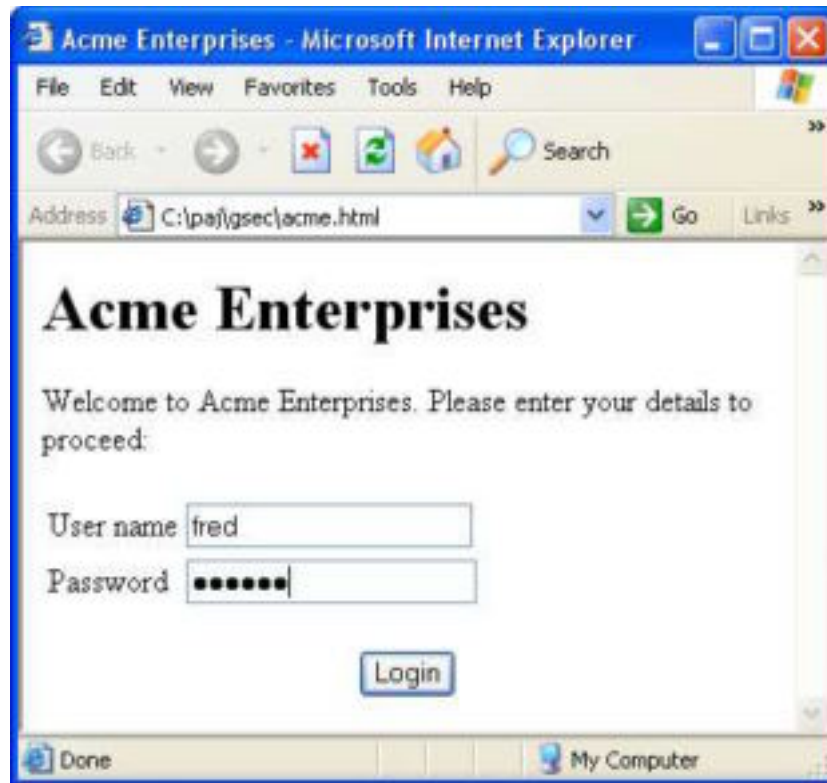 Acme Enterprises - Microsoft Internet Explorer
File Edit View Favorites Tools Help
Back Search
Address C:\paj\gsec\acme.html Go Links
Acme Enterprises
Welcome to Acme Enterprises. Please enter your details to
proceed:
User name fred
Password ••••••
Login
Done My Computer